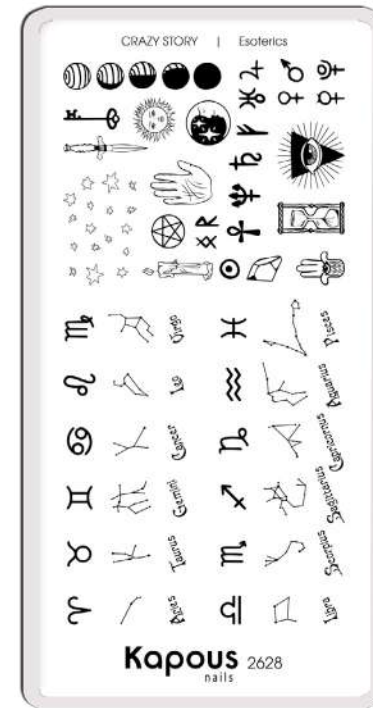 CRAZY STORY | Esoterics
Virgo
Pisces
Leo
Aquarius
Cancer
Capricornus
Gemini
Sagittarius
Taurus
Scorpius
Aries
Libra
Kapous 2628
nails